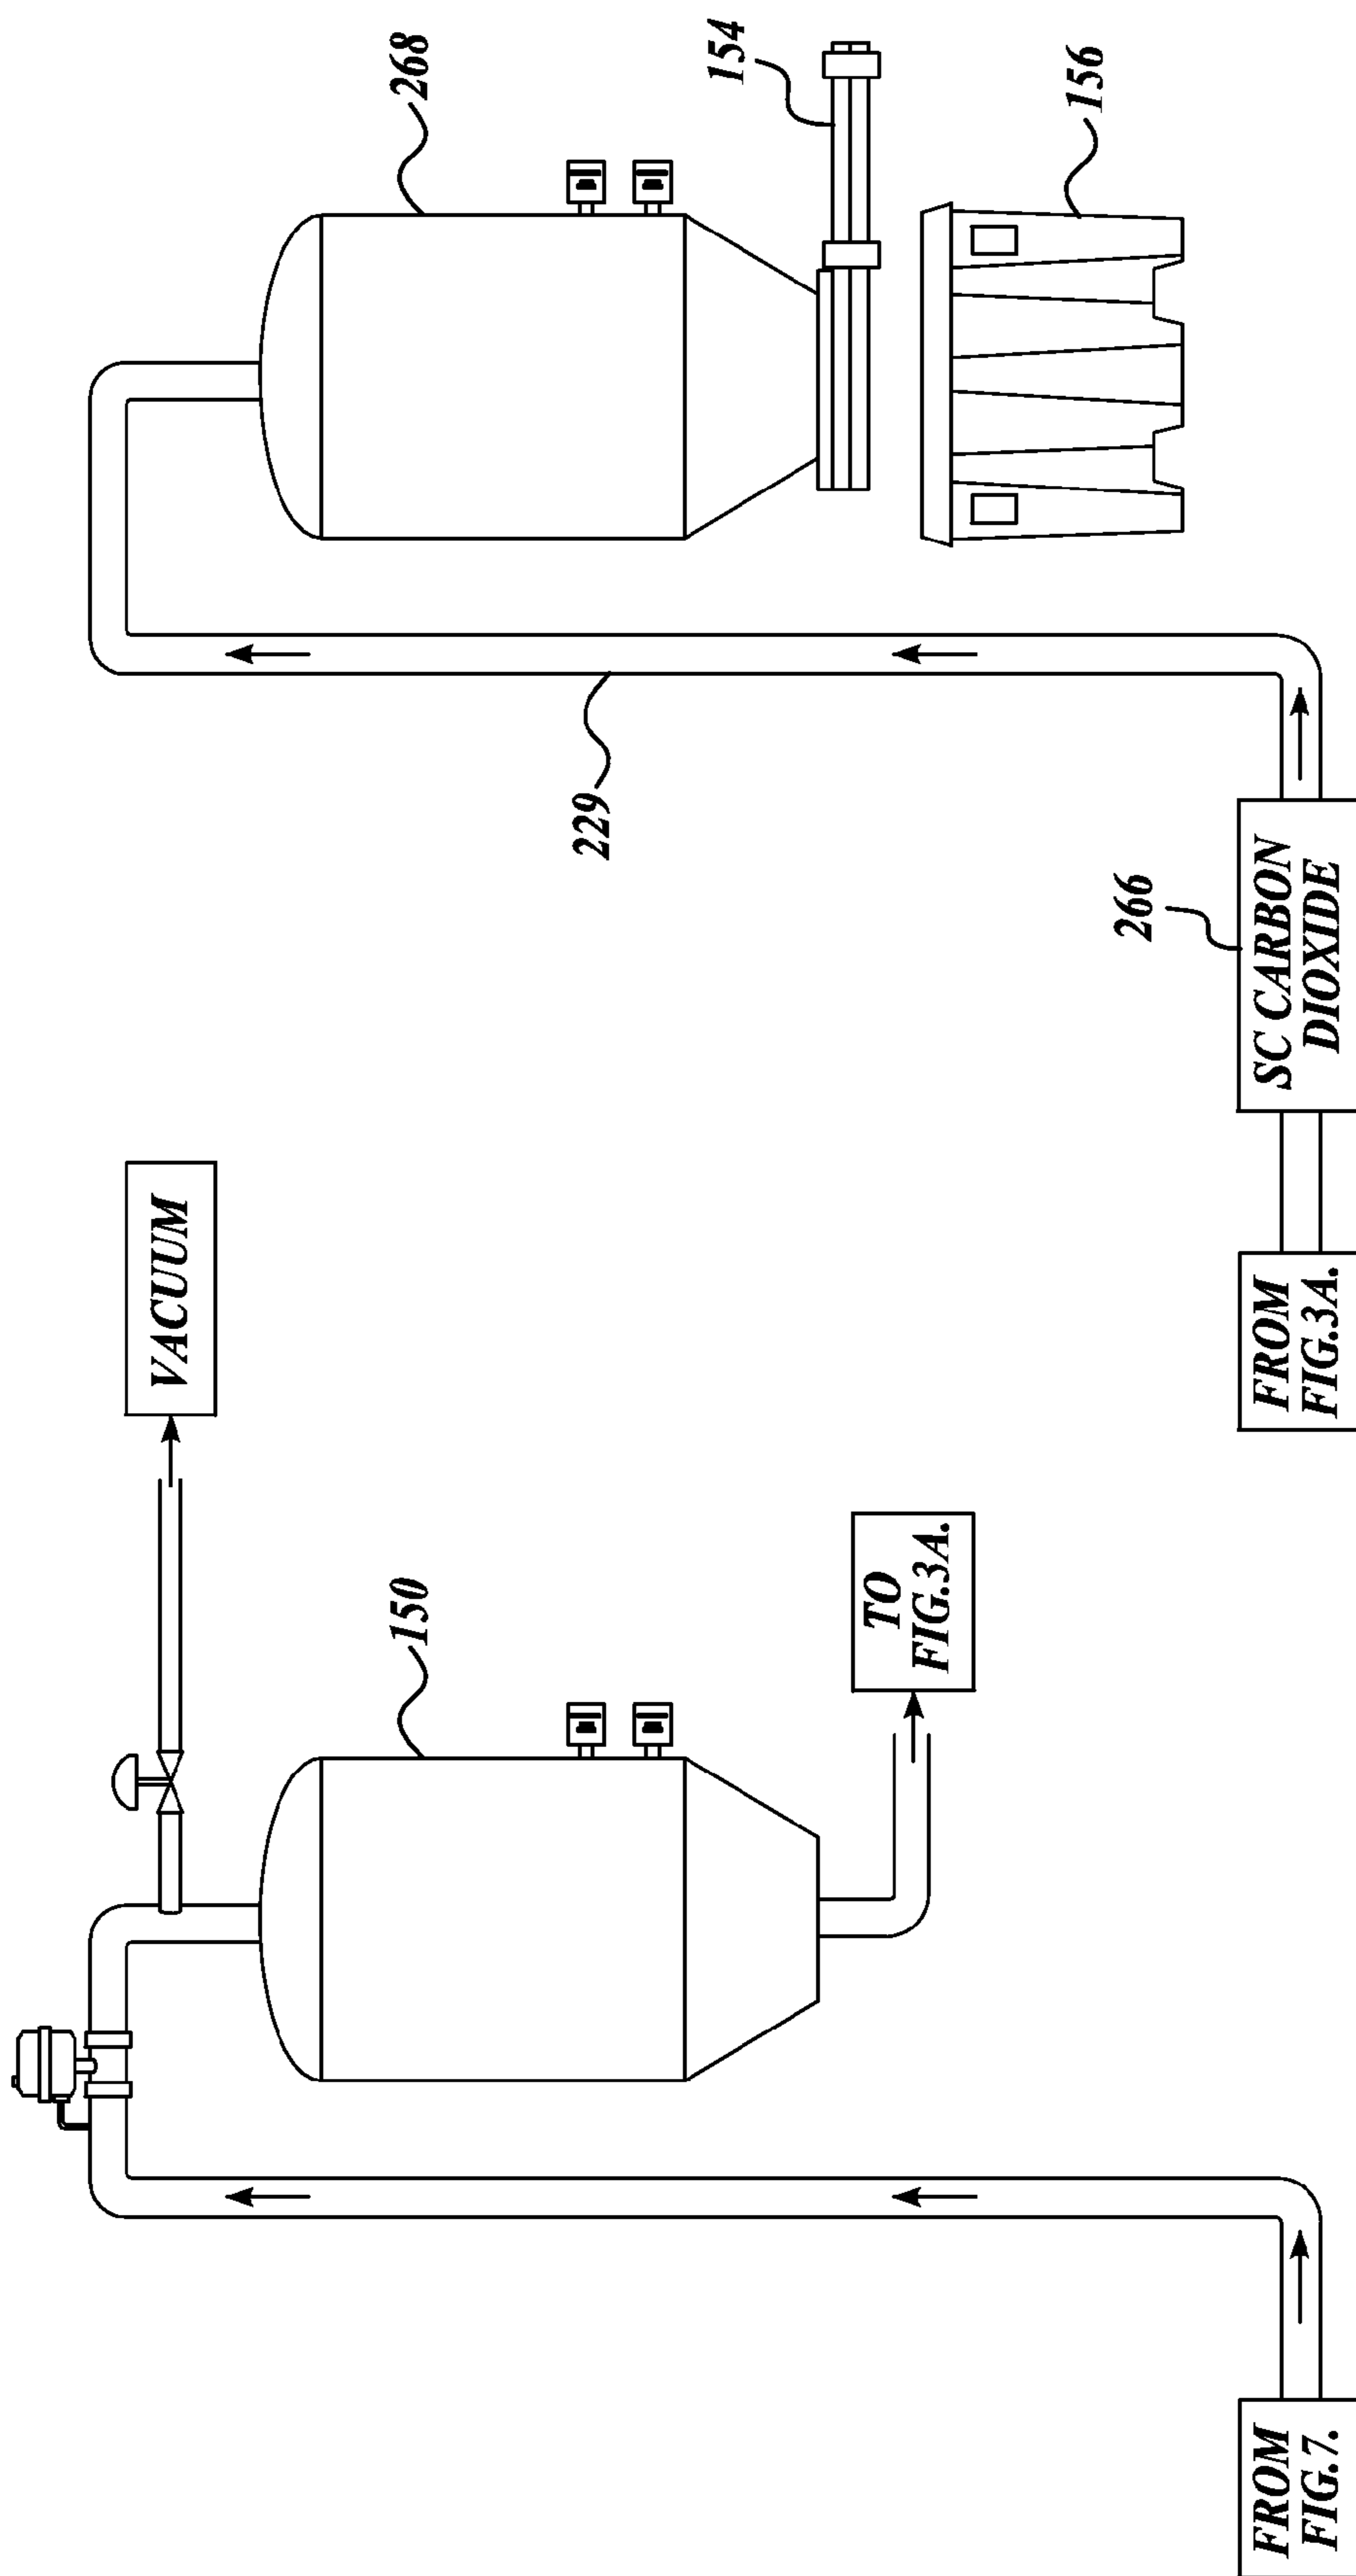 VACUUM
268
154
150
156
229
TO
FIG.3A.
266
FROM
FIG.7.
FROM
FIG.3A.
SC CARBON
DIOXIDE